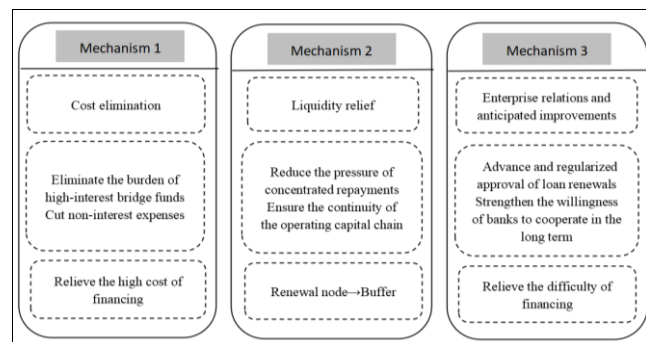 Mechanism 1
Cost elimination
Eliminate the burden of
high-interest bridge funds
Cut non-interest expenses
Relieve the high cost of
financing
Mechanism 2
Liquidity relief
Reduce the pressure of
concentrated repayments
Ensure the continuity of
the operating capital chain
Renewal node→Buffer
Mechanism 3
Enterprise relations and
anticipated improvements
Advance and regularized
approval of loan renewals
Strengthen the willingness
of banks to cooperate in the
long term
Relieve the difficulty of
financing